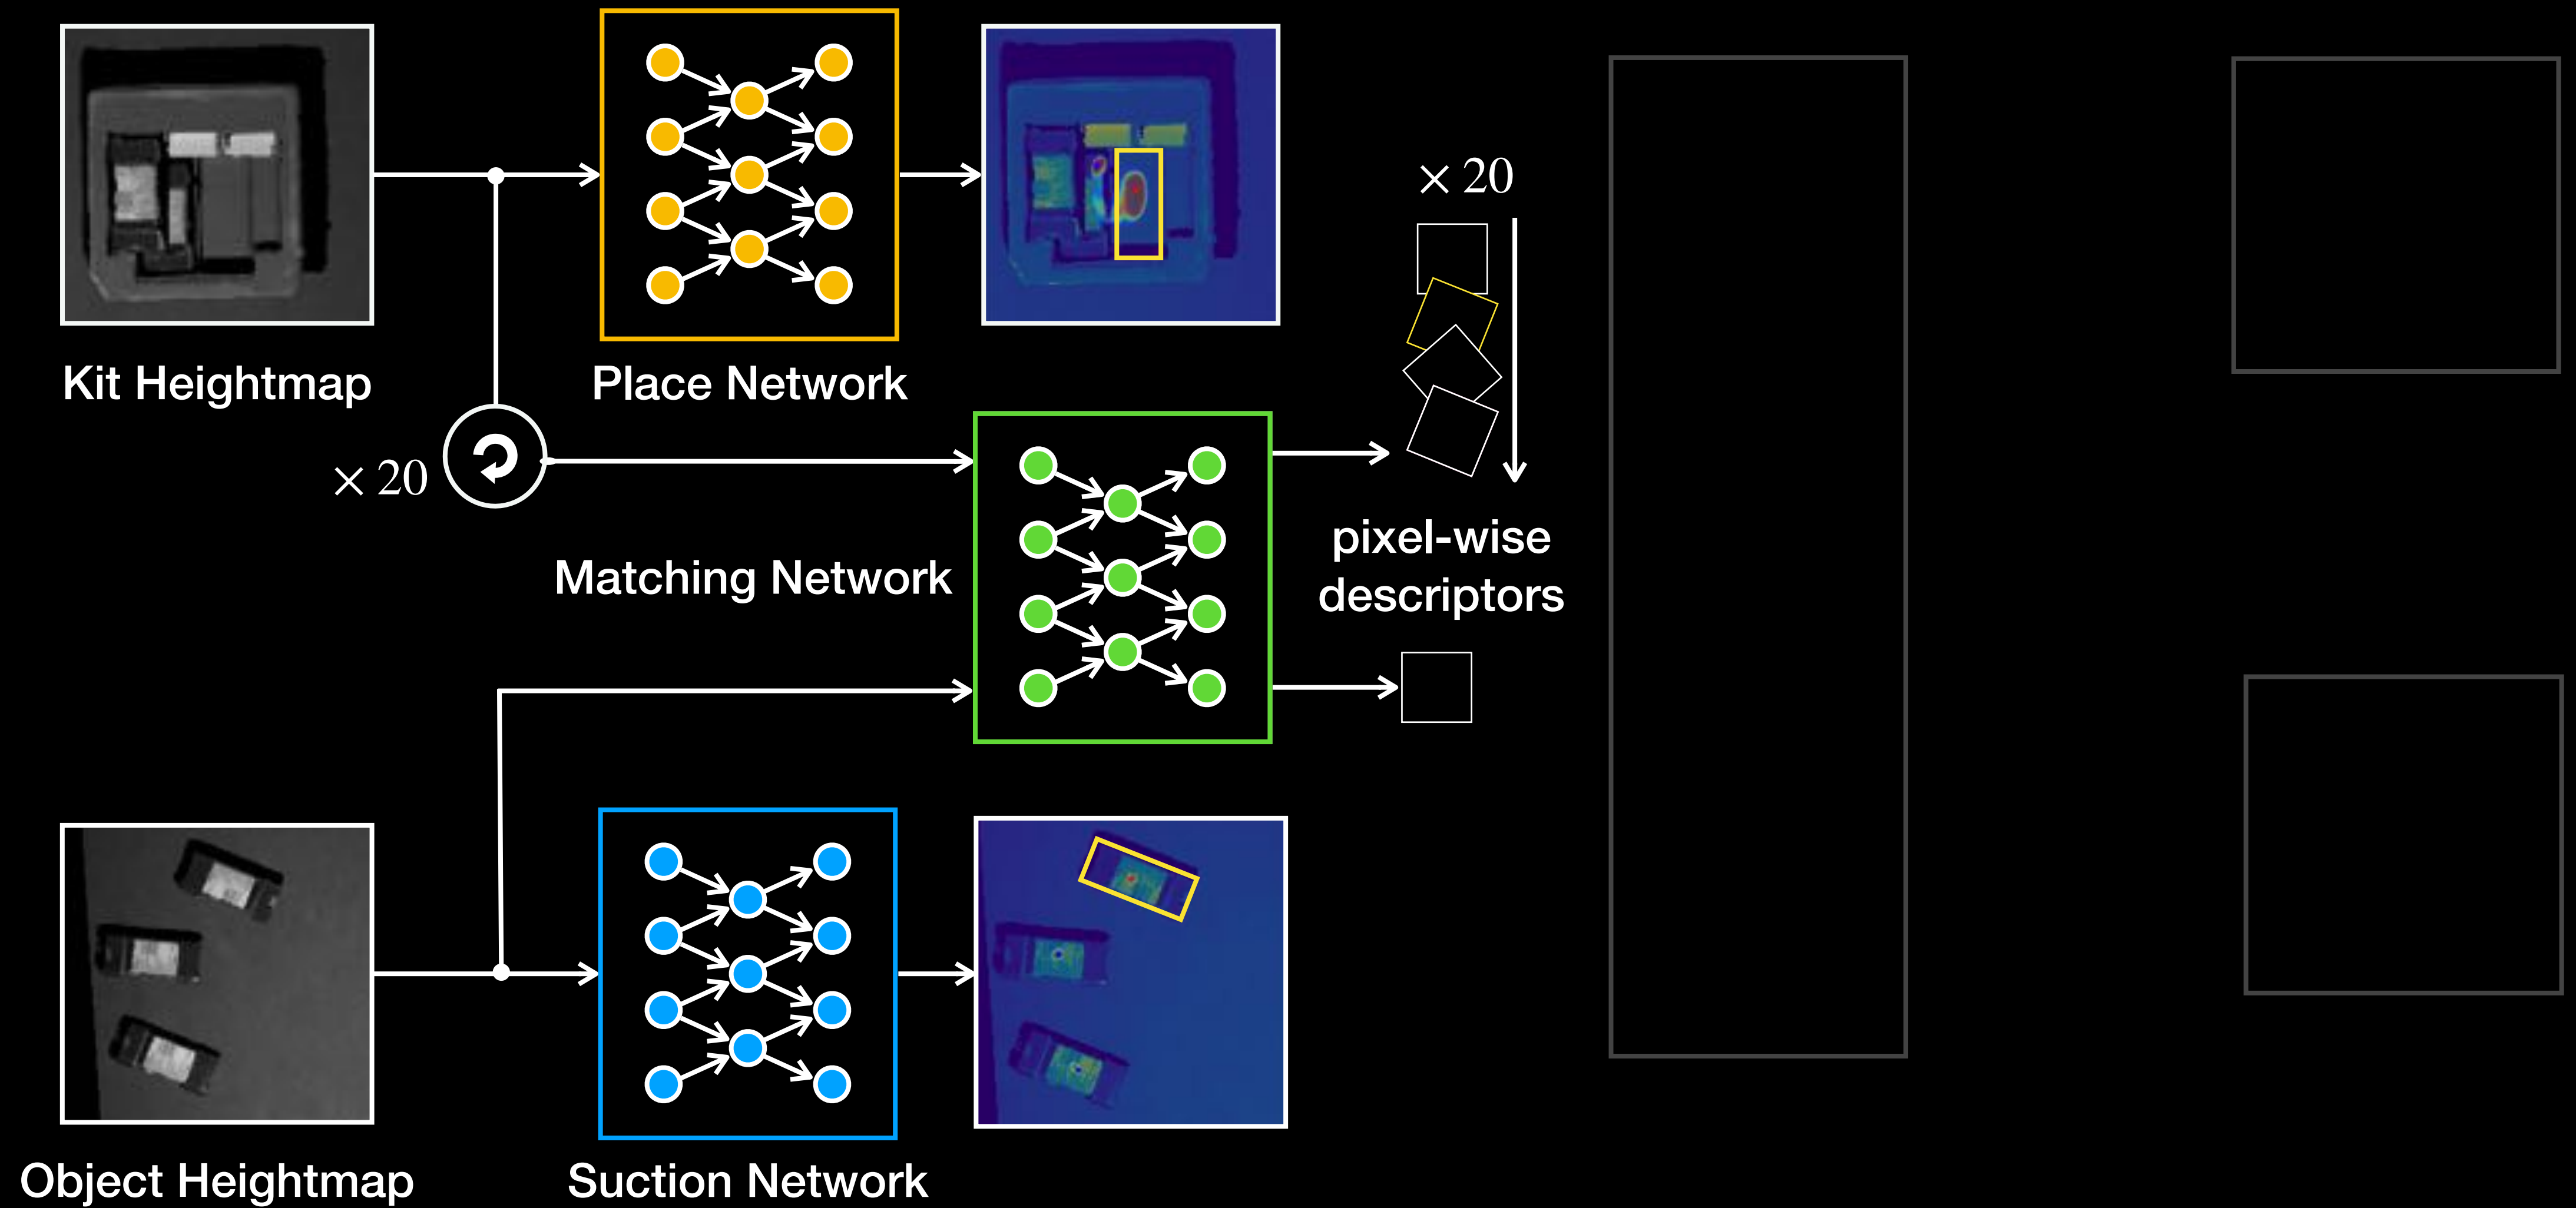 Kit Heightmap
Place Network
× 20
× 20
Matching Network
pixel-wise
descriptors
Object Heightmap
Suction Network